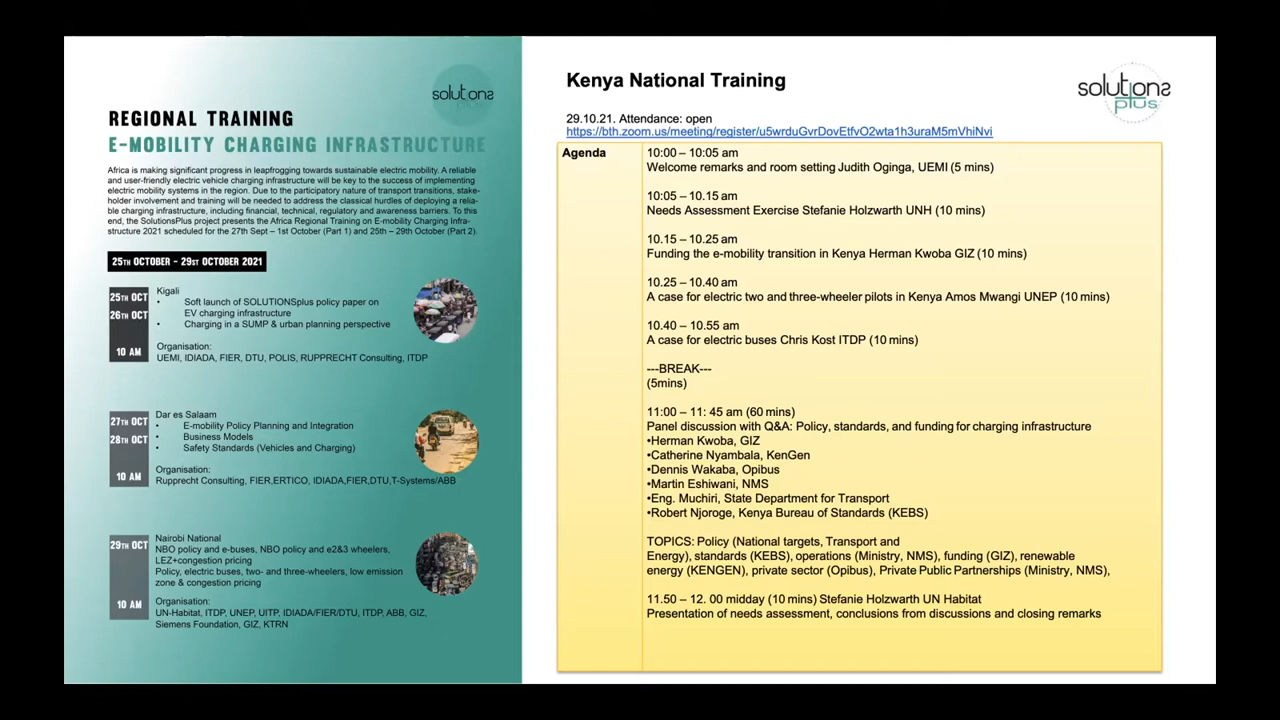 solutions
plus
REGIONAL TRAINING
E-MOBILITY CHARGING INFRASTRUCTURE
Africa is making significant progress in leapfrogging towards sustainable electric mobility. A reliable
and user-friendly electric vehicle charging infrastructure will be key to the success of implementing
electric mobility systems in the region. Due to the participatory nature of transport transitions, stake-
holder involvement and training will be needed to address the classical hurdles of deploying a relia-
ble charging infrastructure, including financial, technical, regulatory and awareness barriers. To this
end, the SolutionsPlus project presents the Africa Regional Training on E-mobility Charging Infra-
structure 2021 scheduled for the 27th Sept – 1st October (Part 1) and 25th – 29th October (Part 2).
25TH OCTOBER - 29ST OCTOBER 2021
25TH OCT
26TH OCT
10 AM
Kigali
• Soft launch of SOLUTIONSplus policy paper on
EV charging infrastructure
• Charging in a SUMP & urban planning perspective
Organisation:
UEMI, IDIADA, FIER, DTU, POLIS, RUPPRECHT Consulting, ITDP
27TH OCT
28TH OCT
10 AM
Dar es Salaam
• E-mobility Policy Planning and Integration
• Business Models
• Safety Standards (Vehicles and Charging)
Organisation:
Rupprecht Consulting, FIER,ERTICO, IDIADA,FIER,DTU,T-Systems/ABB
29TH OCT
10 AM
Nairobi National
NBO policy and e-buses, NBO policy and e2&3 wheelers,
LEZ+congestion pricing
Policy, electric buses, two- and three-wheelers, low emission
zone & congestion pricing
Organisation:
UN-Habitat, ITDP, UNEP, UITP, IDIADA/FIER/DTU, ITDP, ABB, GIZ,
Siemens Foundation, GIZ, KTRN
Kenya National Training
solutions
plus
29.10.21. Attendance: open
https://bth.zoom.us/meeting/register/u5wrduGvrDovEtfvO2wta1h3uraM5mVhiNvi
Agenda
10:00 – 10:05 am
Welcome remarks and room setting Judith Oginga, UEMI (5 mins)
10:05 – 10.15 am
Needs Assessment Exercise Stefanie Holzwarth UNH (10 mins)
10.15 – 10.25 am
Funding the e-mobility transition in Kenya Herman Kwoba GIZ (10 mins)
10.25 – 10.40 am
A case for electric two and three-wheeler pilots in Kenya Amos Mwangi UNEP (10 mins)
10.40 – 10.55 am
A case for electric buses Chris Kost ITDP (10 mins)
---BREAK---
(5mins)
11:00 – 11: 45 am (60 mins)
Panel discussion with Q&A: Policy, standards, and funding for charging infrastructure
•Herman Kwoba, GIZ
•Catherine Nyambala, KenGen
•Dennis Wakaba, Opibus
•Martin Eshiwani, NMS
•Eng. Muchiri, State Department for Transport
•Robert Njoroge, Kenya Bureau of Standards (KEBS)
TOPICS: Policy (National targets, Transport and
Energy), standards (KEBS), operations (Ministry, NMS), funding (GIZ), renewable
energy (KENGEN), private sector (Opibus), Private Public Partnerships (Ministry, NMS),
11.50 – 12. 00 midday (10 mins) Stefanie Holzwarth UN Habitat
Presentation of needs assessment, conclusions from discussions and closing remarks